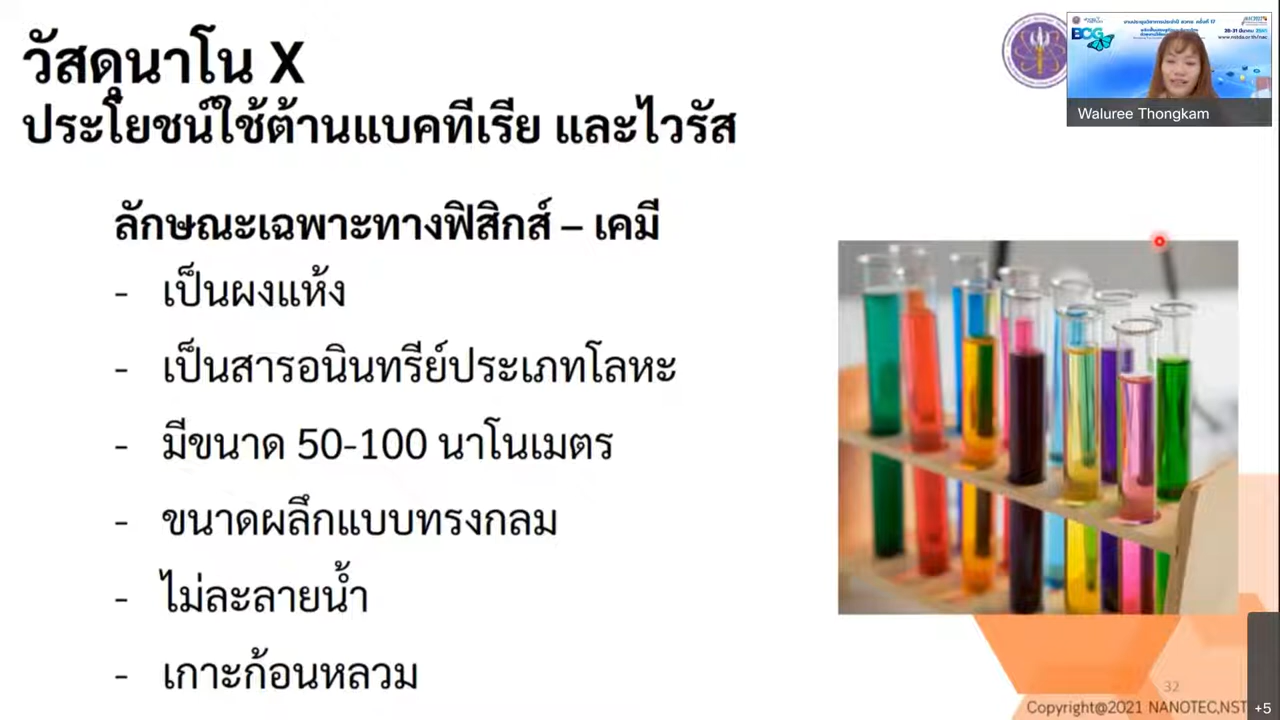 วัสดุนาโน X
ประโยชน์ใช้ต้านแบคทีเรีย และไวรัส
ลักษณะเฉพาะทางฟิสิกส์ – เคมี
- เป็นผงแห้ง
- เป็นสารอนินทรีย์ประเภทโลหะ
- มีขนาด 50-100 นาโนเมตร
- ขนาดผลึกแบบทรงกลม
- ไม่ละลายน้ำ
- เกาะก้อนหลวม
BCG
Waluree Thongkam
32
Copyright@2021 NANOTEC,NST
+5